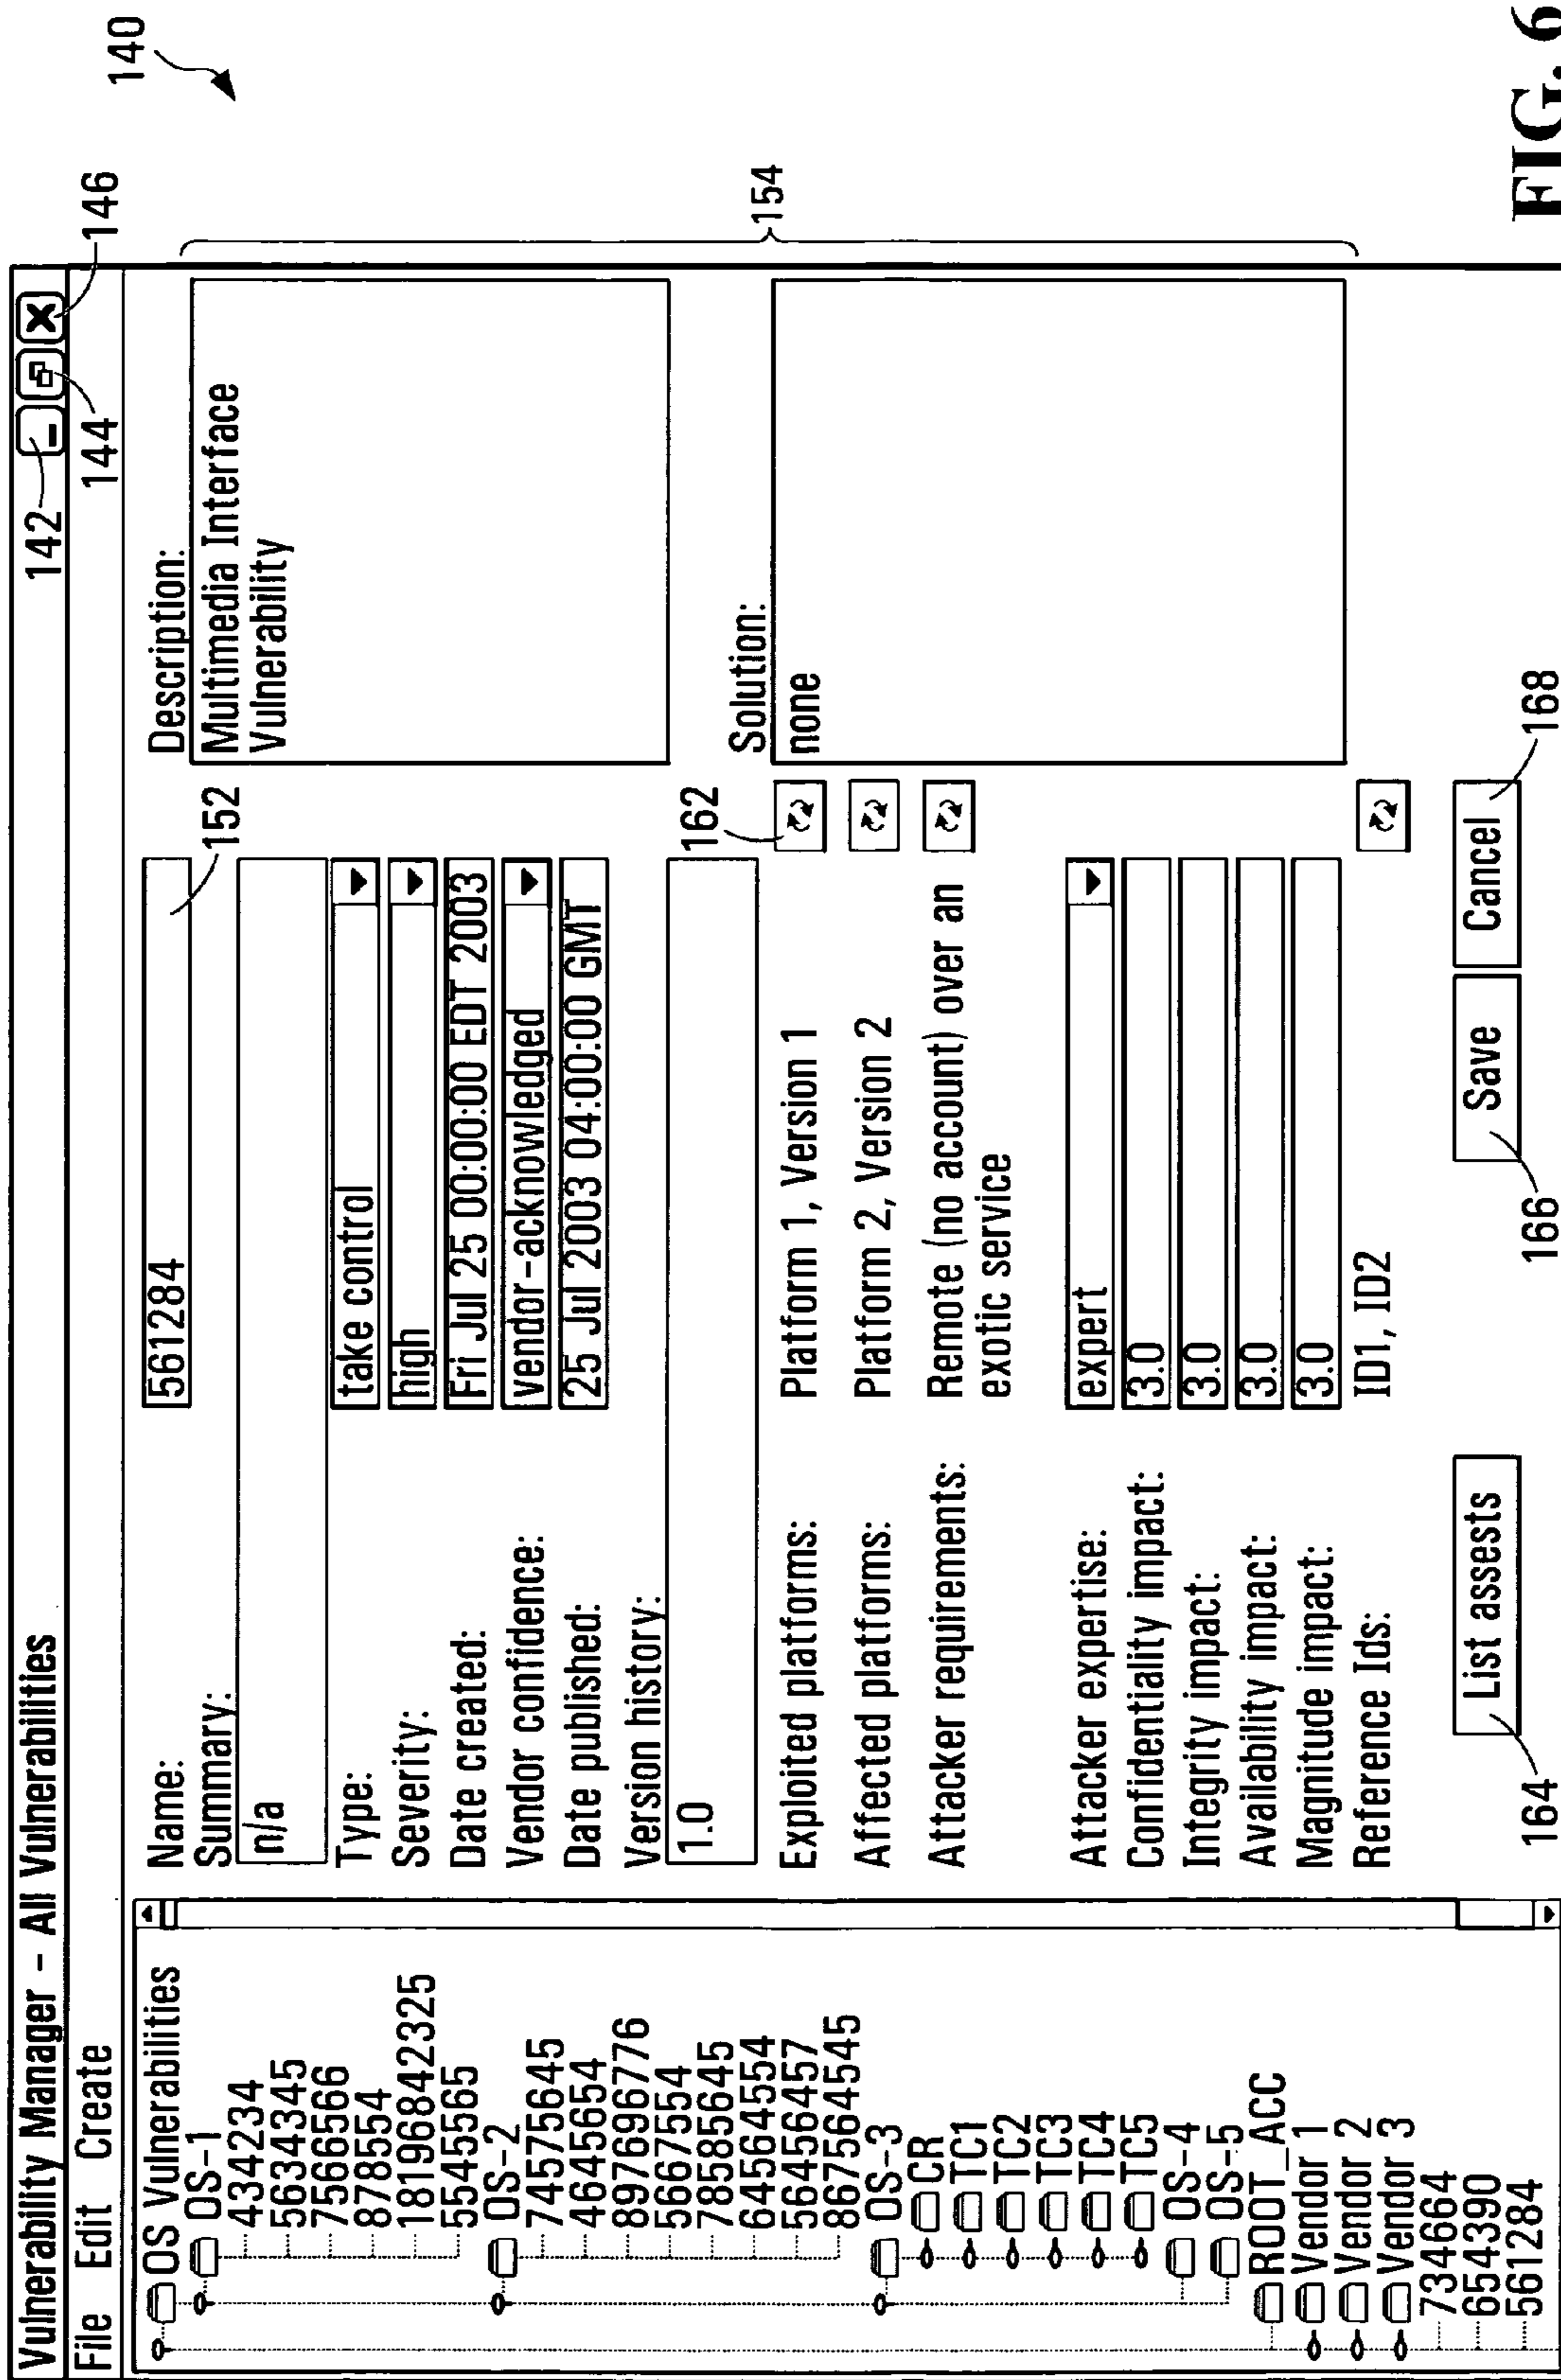 140
Vulnerability Manager - All Vulnerabilities
142
144
146
File Edit Create
OS Vulnerabilities
OS-1
434234
5634345
7566566
878554
18196842325
5545565
OS-2
74575645
4645654
897696776
5667554
78585645
64564554
56456457
867564545
OS-3
CR
TC1
TC2
TC3
TC4
TC5
OS-4
OS-5
ROOT_ACC
Vendor 1
Vendor 2
Vendor 3
734664
654390
561284
Name: 561284
152
Summary:
n/a
Type: take control
Severity: high
Date created: Fri Jul 25 00:00:00 EDT 2003
Vendor confidence: vendor-acknowledged
Date published: 25 Jul 2003 04:00:00 GMT
Version history:
1.0
162
Exploited platforms: Platform 1, Version 1
Affected platforms: Platform 2, Version 2
Attacker requirements: Remote (no account) over an
exotic service
Attacker expertise: expert
Confidentiality impact: 3.0
Integrity impact: 3.0
Availability impact: 3.0
Magnitude impact: 3.0
Reference Ids: ID1, ID2
Description:
Multimedia Interface
Vulnerability
Solution:
none
154
List assests
Save
Cancel
164
166
168
FIG. 6